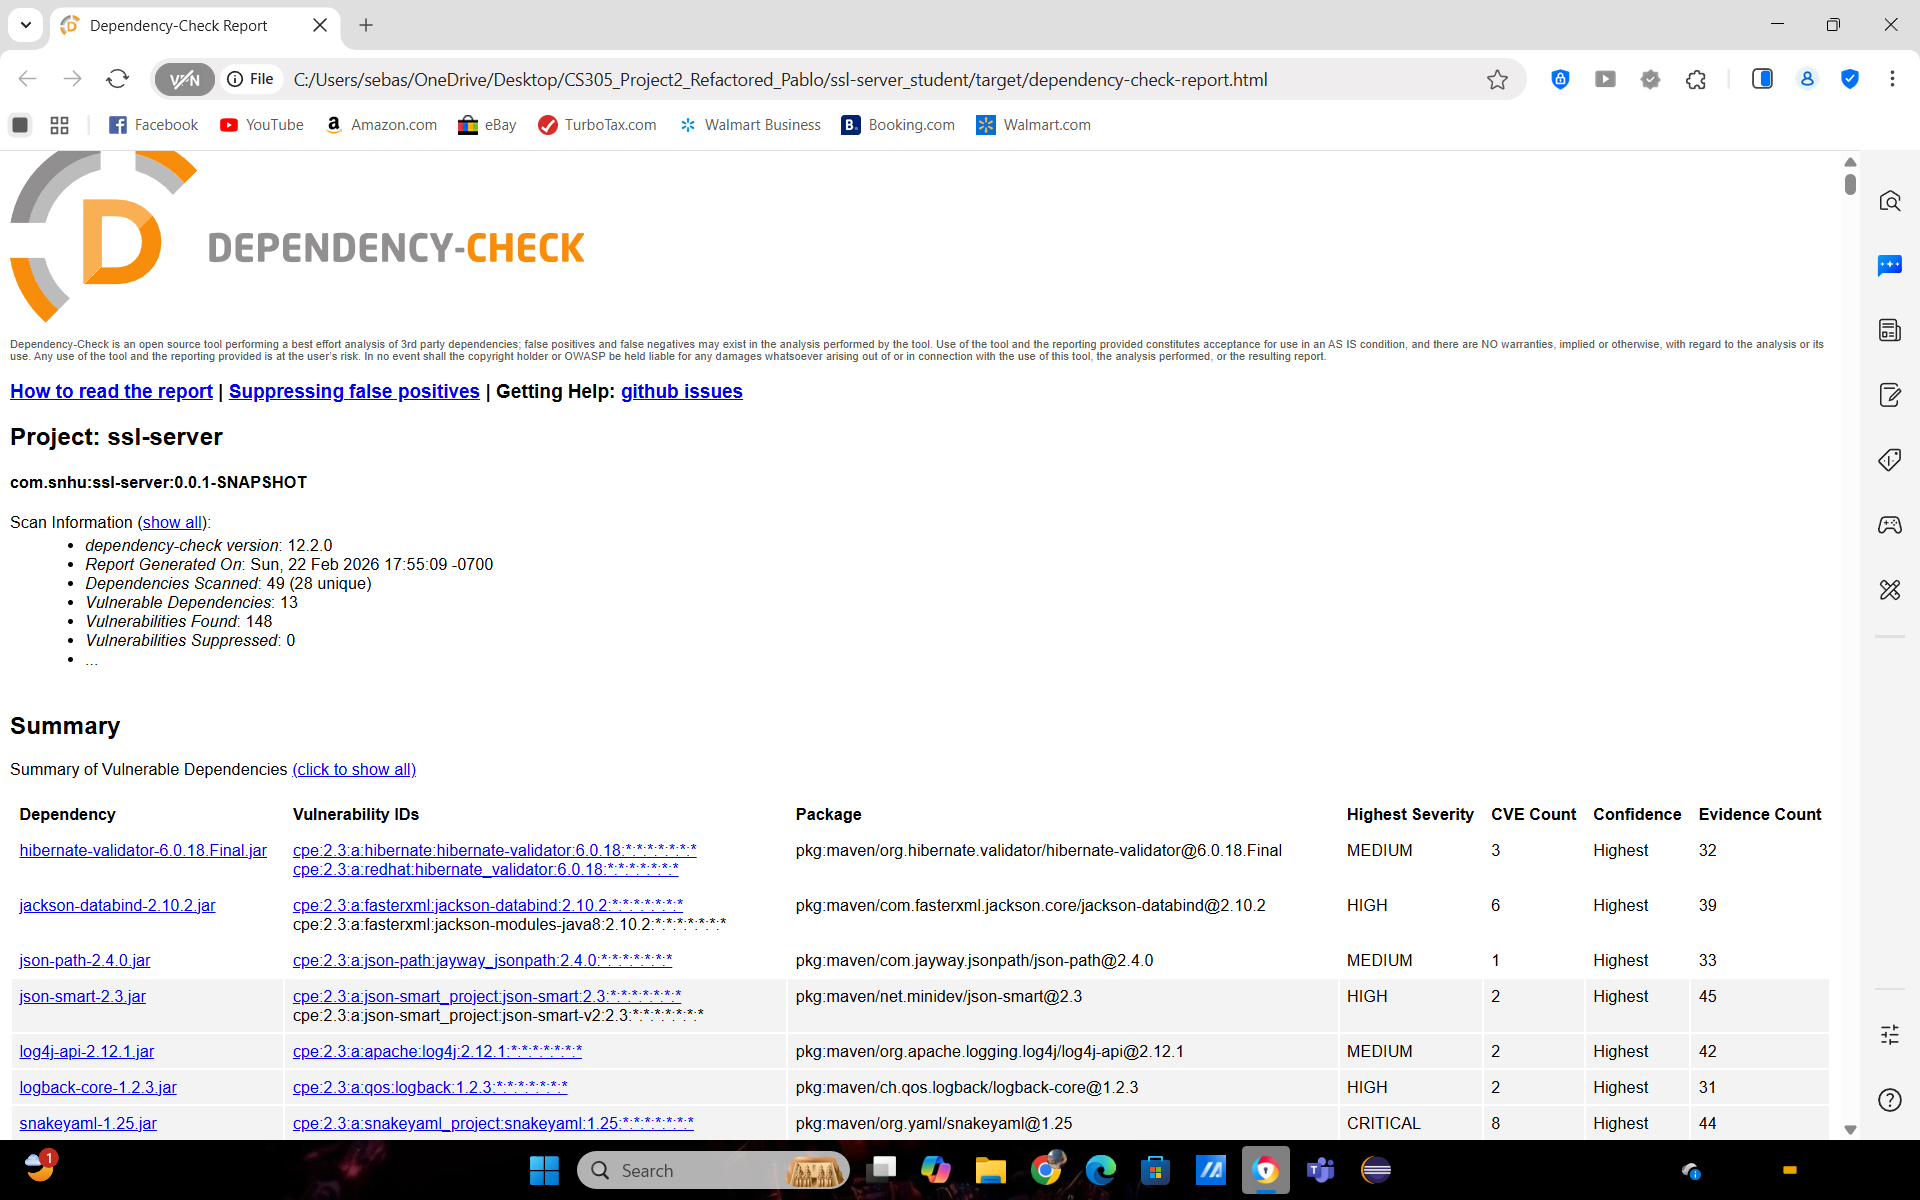 Dependency-Check Report
VPN
File
C:/Users/sebas/OneDrive/Desktop/CS305_Project2_Refactored_Pablo/ssl-server_student/target/dependency-check-report.html
Facebook
YouTube
Amazon.com
eBay
TurboTax.com
Walmart Business
Booking.com
Walmart.com
DEPENDENCY-CHECK
Dependency-Check is an open source tool performing a best effort analysis of 3rd party dependencies; false positives and false negatives may exist in the analysis performed by the tool. Use of the tool and the reporting provided constitutes acceptance for use in an AS IS condition, and there are NO warranties, implied or otherwise, with regard to the analysis or its
use. Any use of the tool and the reporting provided is at the user's risk. In no event shall the copyright holder or OWASP be held liable for any damages whatsoever arising out of or in connection with the use of this tool, the analysis performed, or the resulting report.
How to read the report | Suppressing false positives | Getting Help: github issues
Project: ssl-server
com.snhu:ssl-server:0.0.1-SNAPSHOT
Scan Information (show all):
• dependency-check version: 12.2.0
• Report Generated On: Sun, 22 Feb 2026 17:55:09 -0700
• Dependencies Scanned: 49 (28 unique)
• Vulnerable Dependencies: 13
• Vulnerabilities Found: 148
• Vulnerabilities Suppressed: 0
• ...
Summary
Summary of Vulnerable Dependencies (click to show all)
Dependency Vulnerability IDs Package Highest Severity CVE Count Confidence Evidence Count
hibernate-validator-6.0.18.Final.jar cpe:2.3:a:hibernate:hibernate-validator:6.0.18:*:*:*:*:*:*:* pkg:maven/org.hibernate.validator/hibernate-validator@6.0.18.Final MEDIUM 3 Highest 32
cpe:2.3:a:redhat:hibernate_validator:6.0.18:*:*:*:*:*:*:*
jackson-databind-2.10.2.jar cpe:2.3:a:fasterxml:jackson-databind:2.10.2:*:*:*:*:*:*:* pkg:maven/com.fasterxml.jackson.core/jackson-databind@2.10.2 HIGH 6 Highest 39
cpe:2.3:a:fasterxml:jackson-modules-java8:2.10.2:*:*:*:*:*:*:*
json-path-2.4.0.jar cpe:2.3:a:json-path:jayway_jsonpath:2.4.0:*:*:*:*:*:*:* pkg:maven/com.jayway.jsonpath/json-path@2.4.0 MEDIUM 1 Highest 33
json-smart-2.3.jar cpe:2.3:a:json-smart_project:json-smart:2.3:*:*:*:*:*:*:* pkg:maven/net.minidev/json-smart@2.3 HIGH 2 Highest 45
cpe:2.3:a:json-smart_project:json-smart-v2:2.3:*:*:*:*:*:*:*
log4j-api-2.12.1.jar cpe:2.3:a:apache:log4j:2.12.1:*:*:*:*:*:*:* pkg:maven/org.apache.logging.log4j/log4j-api@2.12.1 MEDIUM 2 Highest 42
logback-core-1.2.3.jar cpe:2.3:a:qos:logback:1.2.3:*:*:*:*:*:*:* pkg:maven/ch.qos.logback/logback-core@1.2.3 HIGH 2 Highest 31
snakeyaml-1.25.jar cpe:2.3:a:snakeyaml_project:snakeyaml:1.25:*:*:*:*:*:*:* pkg:maven/org.yaml/snakeyaml@1.25 CRITICAL 8 Highest 44
1
Search